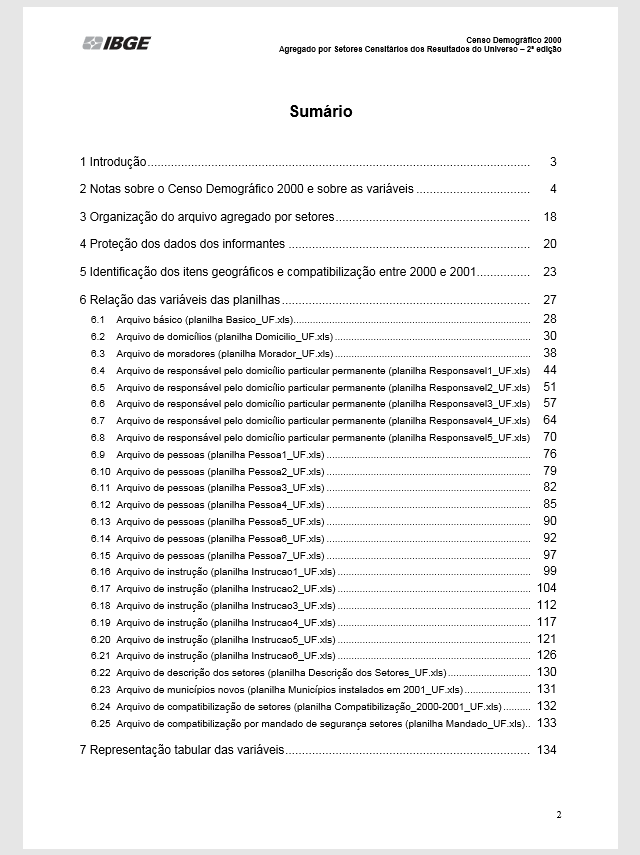 IBGE
Censo Demográfico 2000
Agregado por Setores Censitários dos Resultados do Universo – 2ª edição
Sumário
1 Introdução 3
2 Notas sobre o Censo Demográfico 2000 e sobre as variáveis 4
3 Organização do arquivo agregado por setores 18
4 Proteção dos dados dos informantes 20
5 Identificação dos itens geográficos e compatibilização entre 2000 e 2001 23
6 Relação das variáveis das planilhas 27
6.1 Arquivo básico (planilha Basico_UF.xls) 28
6.2 Arquivo de domicílios (planilha Domicilio_UF.xls) 30
6.3 Arquivo de moradores (planilha Morador_UF.xls) 38
6.4 Arquivo de responsável pelo domicílio particular permanente (planilha Responsavel1_UF.xls) 44
6.5 Arquivo de responsável pelo domicílio particular permanente (planilha Responsavel2_UF.xls) 51
6.6 Arquivo de responsável pelo domicílio particular permanente (planilha Responsavel3_UF.xls) 57
6.7 Arquivo de responsável pelo domicílio particular permanente (planilha Responsavel4_UF.xls) 64
6.8 Arquivo de responsável pelo domicílio particular permanente (planilha Responsavel5_UF.xls) 70
6.9 Arquivo de pessoas (planilha Pessoa1_UF.xls) 76
6.10 Arquivo de pessoas (planilha Pessoa2_UF.xls) 79
6.11 Arquivo de pessoas (planilha Pessoa3_UF.xls) 82
6.12 Arquivo de pessoas (planilha Pessoa4_UF.xls) 85
6.13 Arquivo de pessoas (planilha Pessoa5_UF.xls) 90
6.14 Arquivo de pessoas (planilha Pessoa6_UF.xls) 92
6.15 Arquivo de pessoas (planilha Pessoa7_UF.xls) 97
6.16 Arquivo de instrução (planilha Instrucao1_UF.xls) 99
6.17 Arquivo de instrução (planilha Instrucao2_UF.xls) 104
6.18 Arquivo de instrução (planilha Instrucao3_UF.xls) 112
6.19 Arquivo de instrução (planilha Instrucao4_UF.xls) 117
6.20 Arquivo de instrução (planilha Instrucao5_UF.xls) 121
6.21 Arquivo de instrução (planilha Instrucao6_UF.xls) 126
6.22 Arquivo de descrição dos setores (planilha Descrição dos Setores_UF.xls) 130
6.23 Arquivo de municípios novos (planilha Municípios instalados em 2001_UF.xls) 131
6.24 Arquivo de compatibilização de setores (planilha Compatibilização_2000-2001_UF.xls) 132
6.25 Arquivo de compatibilização por mandado de segurança setores (planilha Mandado_UF.xls).. 133
7 Representação tabular das variáveis 134
2